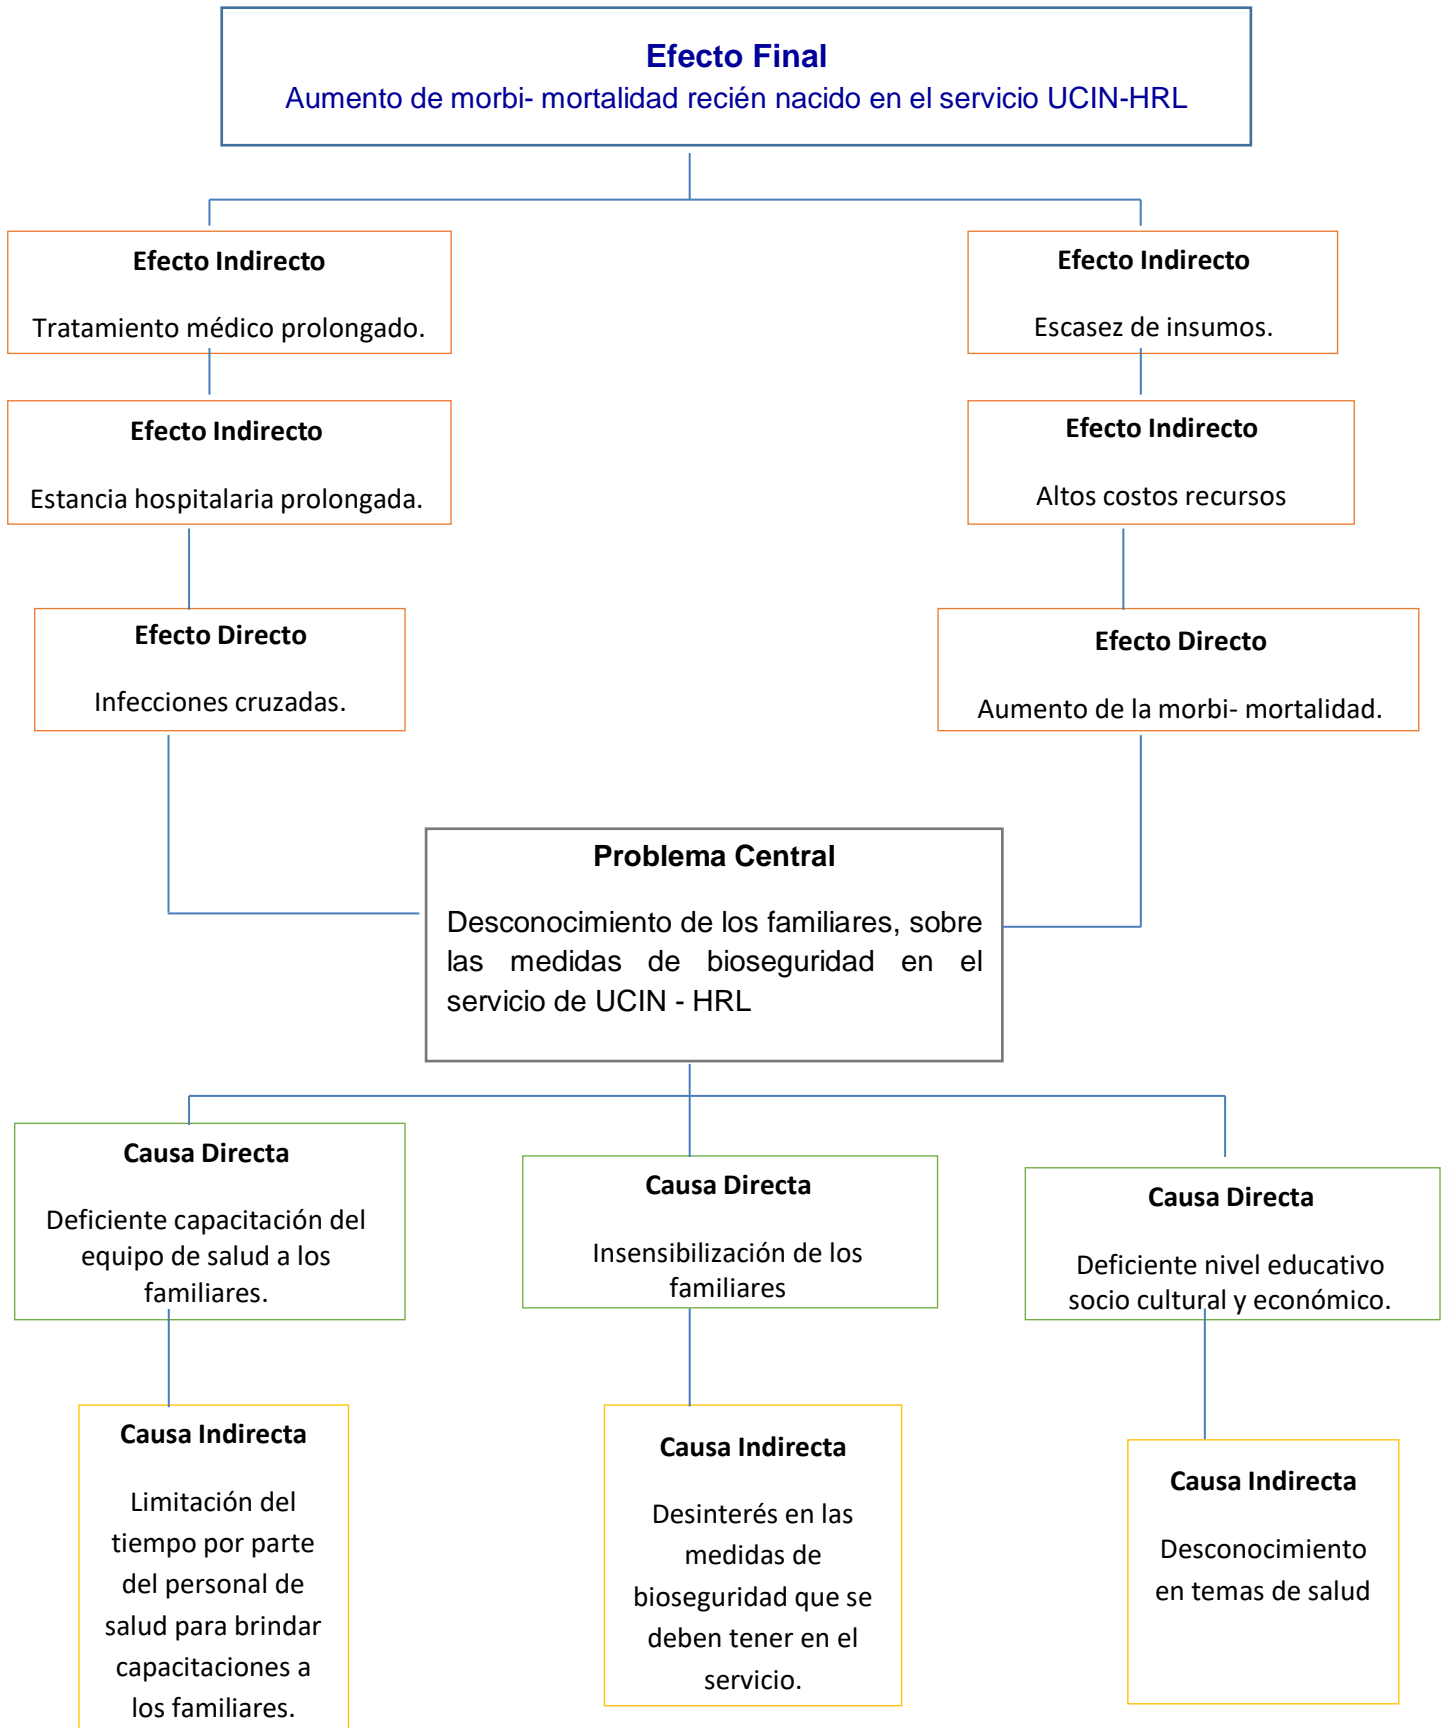 Efecto Final
Aumento de morbi- mortalidad recién nacido en el servicio UCIN-HRL
Efecto Indirecto
Tratamiento médico prolongado.
Efecto Indirecto
Escasez de insumos.
Efecto Indirecto
Estancia hospitalaria prolongada.
Efecto Indirecto
Altos costos recursos
Efecto Directo
Infecciones cruzadas.
Efecto Directo
Aumento de la morbi- mortalidad.
Problema Central
Desconocimiento de los familiares, sobre
las medidas de bioseguridad en el
servicio de UCIN - HRL
Causa Directa
Deficiente capacitación del
equipo de salud a los
familiares.
Causa Directa
Insensibilización de los
familiares
Causa Directa
Deficiente nivel educativo
socio cultural y económico.
Causa Indirecta
Limitación del
tiempo por parte
del personal de
salud para brindar
capacitaciones a
los familiares.
Causa Indirecta
Desinterés en las
medidas de
bioseguridad que se
deben tener en el
servicio.
Causa Indirecta
Desconocimiento
en temas de salud